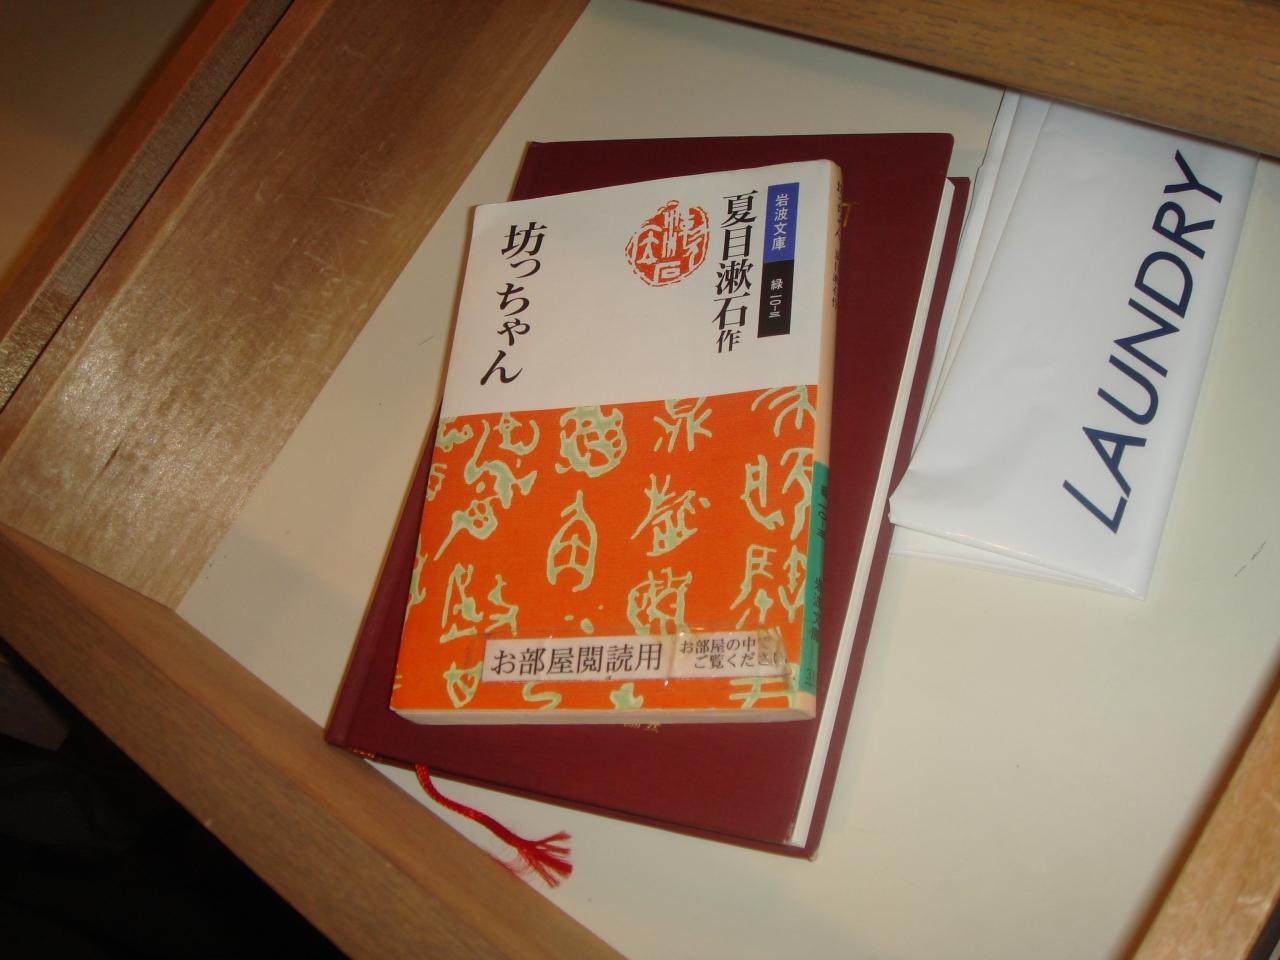 岩波文庫
緑一〇-三
夏目漱石作
坊っちゃん
お部屋閲読用
お部屋の中で
ご覧ください
LAUNDRY